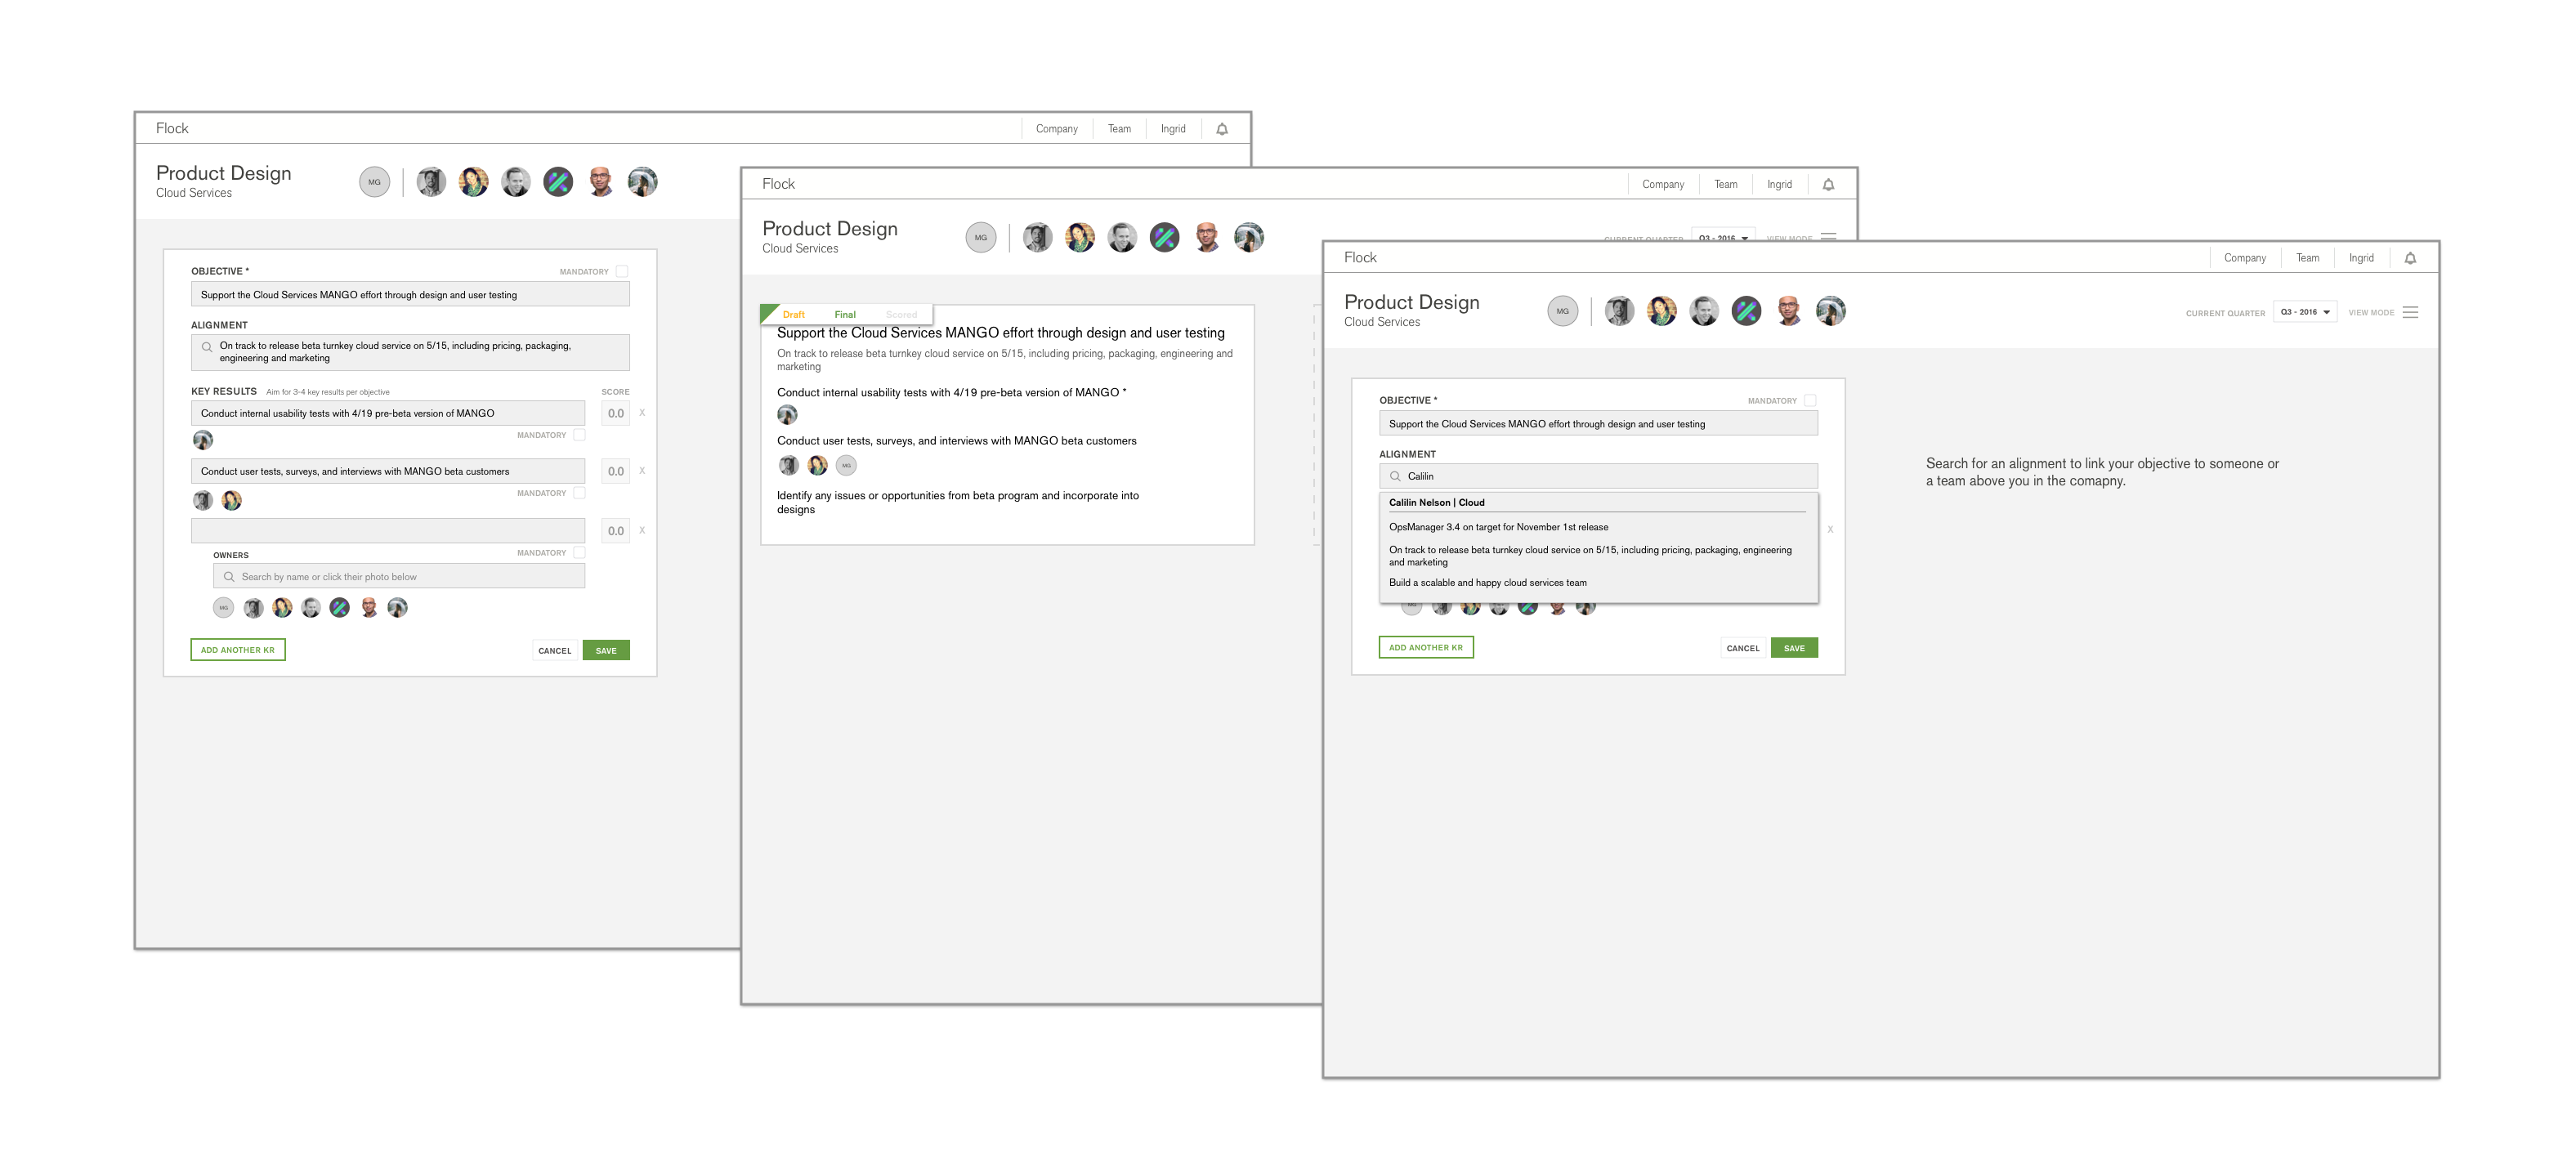 Flock
Company
Team
Ingrid
Product Design
Cloud Services
MG
OBJECTIVE *
MANDATORY
Support the Cloud Services MANGO effort through design and user testing
ALIGNMENT
On track to release beta turnkey cloud service on 5/15, including pricing, packaging,
engineering and marketing
KEY RESULTS Aim for 3-4 key results per objective
SCORE
Conduct internal usability tests with 4/19 pre-beta version of MANGO
0.0
X
MANDATORY
Conduct user tests, surveys, and interviews with MANGO beta customers
0.0
X
MANDATORY
0.0
X
OWNERS
MANDATORY
Search by name or click their photo below
MG
ADD ANOTHER KR
CANCEL
SAVE
Flock
Company
Team
Ingrid
Product Design
Cloud Services
MG
CURRENT QUARTER
Q3 - 2016
VIEW MODE
Draft
Final
Scored
Support the Cloud Services MANGO effort through design and user testing
On track to release beta turnkey cloud service on 5/15, including pricing, packaging, engineering and
marketing
Conduct internal usability tests with 4/19 pre-beta version of MANGO *
Conduct user tests, surveys, and interviews with MANGO beta customers
MG
Identify any issues or opportunities from beta program and incorporate into
designs
Flock
Company
Team
Ingrid
Product Design
Cloud Services
MG
CURRENT QUARTER
Q3 - 2016
VIEW MODE
OBJECTIVE *
MANDATORY
Support the Cloud Services MANGO effort through design and user testing
ALIGNMENT
Calilin
Calilin Nelson | Cloud
OpsManager 3.4 on target for November 1st release
On track to release beta turnkey cloud service on 5/15, including pricing, packaging, engineering
and marketing
Build a scalable and happy cloud services team
X
MG
ADD ANOTHER KR
CANCEL
SAVE
Search for an alignment to link your objective to someone or
a team above you in the comapny.